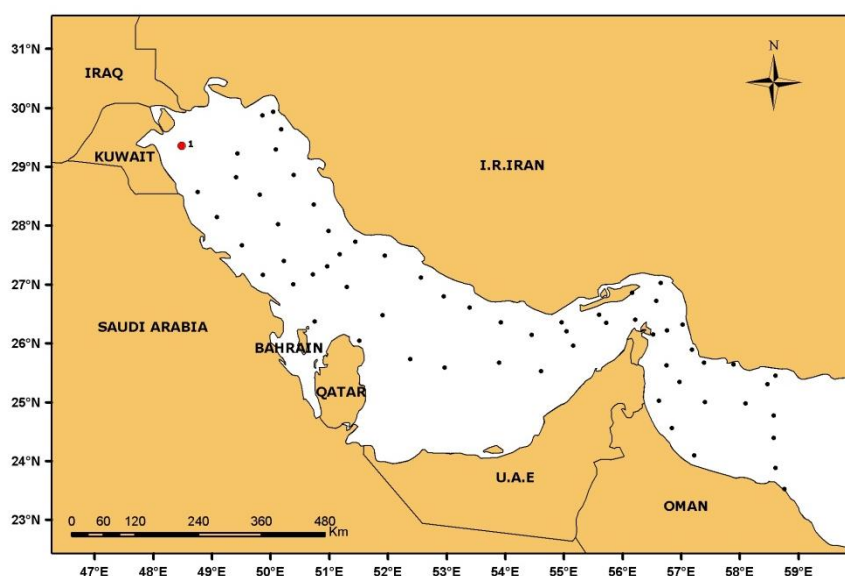 31°N
30°N
29°N
28°N
27°N
26°N
25°N
24°N
23°N
N
IRAQ
KUWAIT
1
I.R.IRAN
SAUDI ARABIA
BAHRAIN
QATAR
U.A.E
OMAN
0 60 120 240 360 480
Km
47°E 48°E 49°E 50°E 51°E 52°E 53°E 54°E 55°E 56°E 57°E 58°E 59°E